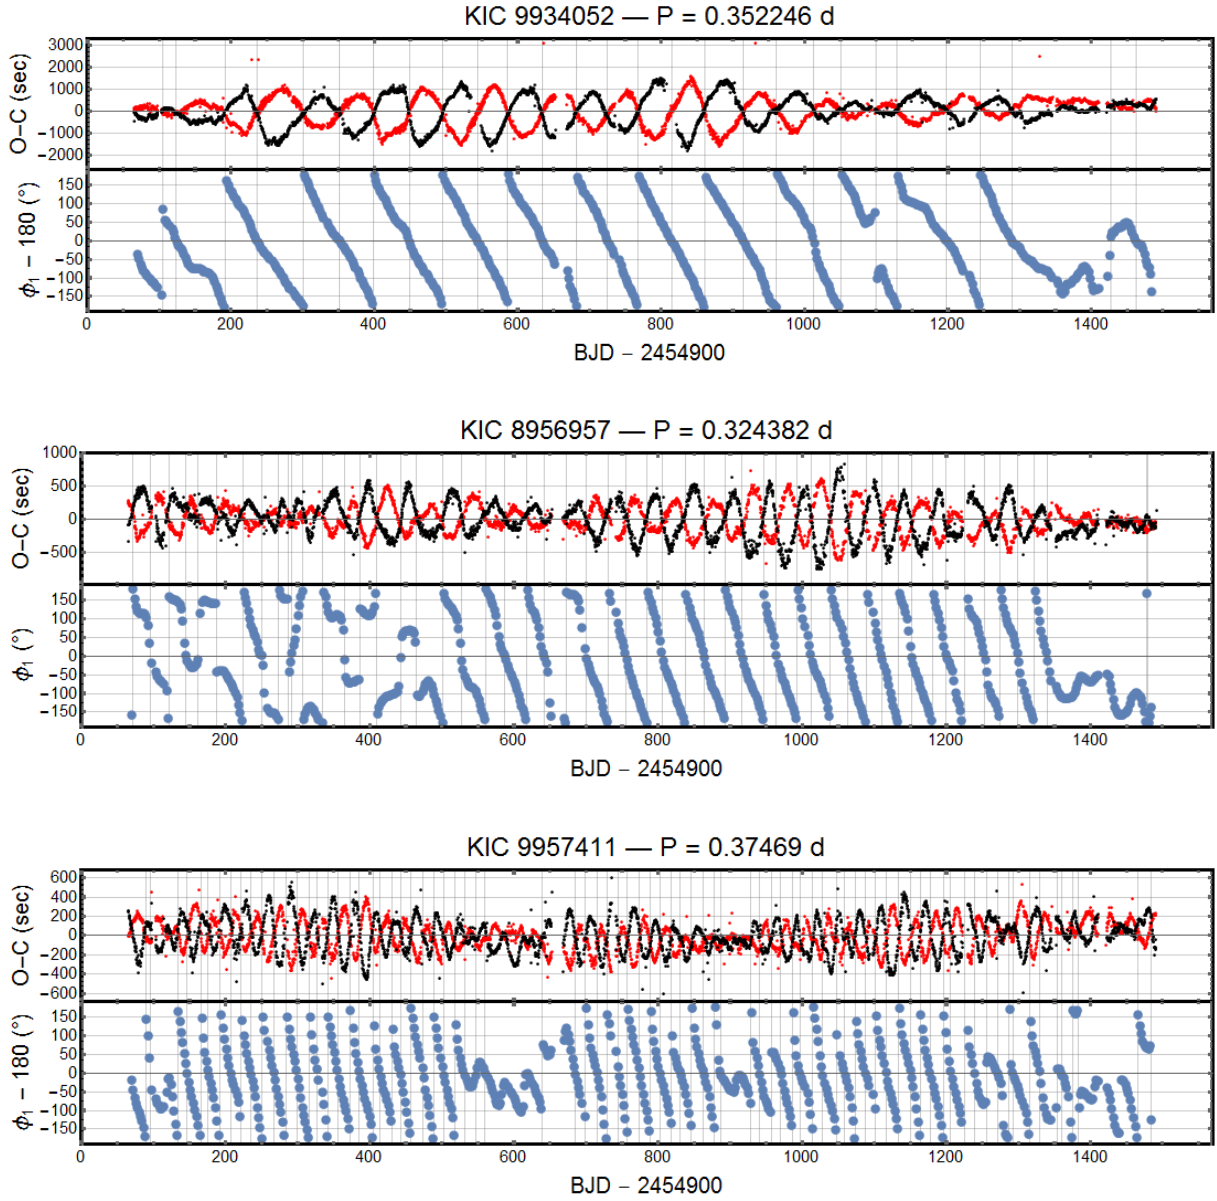 KIC 9934052 — P = 0.352246 d
O−C (sec)
3000
2000
1000
0
−1000
−2000
ϕ1 − 180 (°)
150
100
50
0
−50
−100
−150
0 200 400 600 800 1000 1200 1400
BJD − 2454900
KIC 8956957 — P = 0.324382 d
O−C (sec)
1000
500
0
−500
ϕ1 (°)
150
100
50
0
−50
−100
−150
0 200 400 600 800 1000 1200 1400
BJD − 2454900
KIC 9957411 — P = 0.37469 d
O−C (sec)
600
400
200
0
−200
−400
−600
ϕ1 − 180 (°)
150
100
50
0
−50
−100
−150
0 200 400 600 800 1000 1200 1400
BJD − 2454900